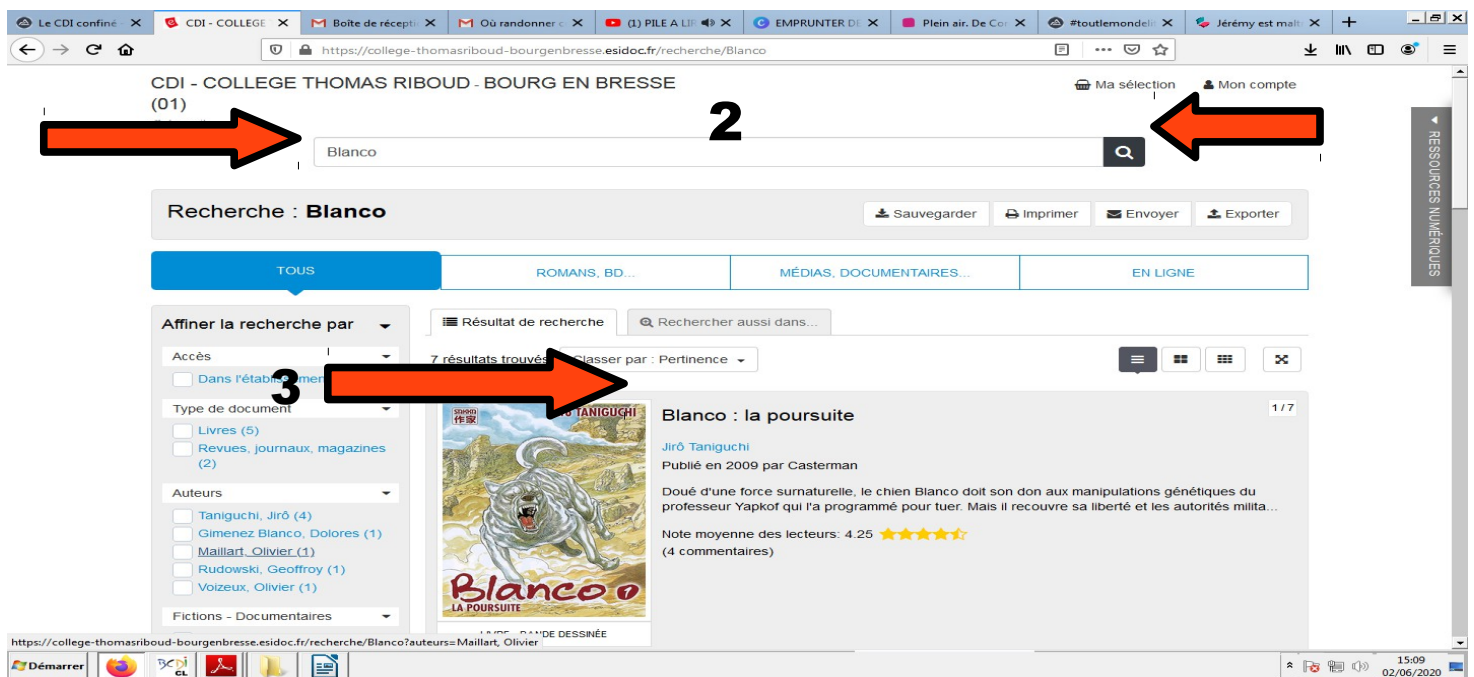 Le CDI confiné
CDI - COLLEGE
Boîte de récepti
Où randonner
(1) PILE A LIR
EMPRUNTER DE
Plein air. De Co
#toutlemondeli
Jérémy est malt
https://college-thomasriboud-bourgenbresse.esidoc.fr/recherche/Blanco
CDI - COLLEGE THOMAS RIBOUD - BOURG EN BRESSE
(01)
Ma sélection
Mon compte
2
Blanco
RESSOURCES NUMÉRIQUES
Recherche : Blanco
Sauvegarder
Imprimer
Envoyer
Exporter
TOUS
ROMANS, BD...
MÉDIAS, DOCUMENTAIRES...
EN LIGNE
Affiner la recherche par
Résultat de recherche
Rechercher aussi dans...
Accès
Dans l'établissement
7 résultats trouvés
Classer par : Pertinence
3
Type de document
Livres (5)
Revues, journaux, magazines
(2)
Auteurs
Taniguchi, Jirô (4)
Gimenez Blanco, Dolores (1)
Maillart, Olivier (1)
Rudowski, Geoffroy (1)
Voizeux, Olivier (1)
Fictions - Documentaires
作家
TANIGUCHI
Blanco 1
LA POURSUITE
BANDE DESSINÉE
Blanco : la poursuite
1 / 7
Jirô Taniguchi
Publié en 2009 par Casterman
Doué d'une force surnaturelle, le chien Blanco doit son don aux manipulations génétiques du
professeur Yapkof qui l'a programmé pour tuer. Mais il recouvre sa liberté et les autorités milita...
Note moyenne des lecteurs: 4.25
(4 commentaires)
https://college-thomasriboud-bourgenbresse.esidoc.fr/recherche/Blanco?auteurs=Maillart, Olivier
Démarrer
BCDI
CL
15:09
02/06/2020